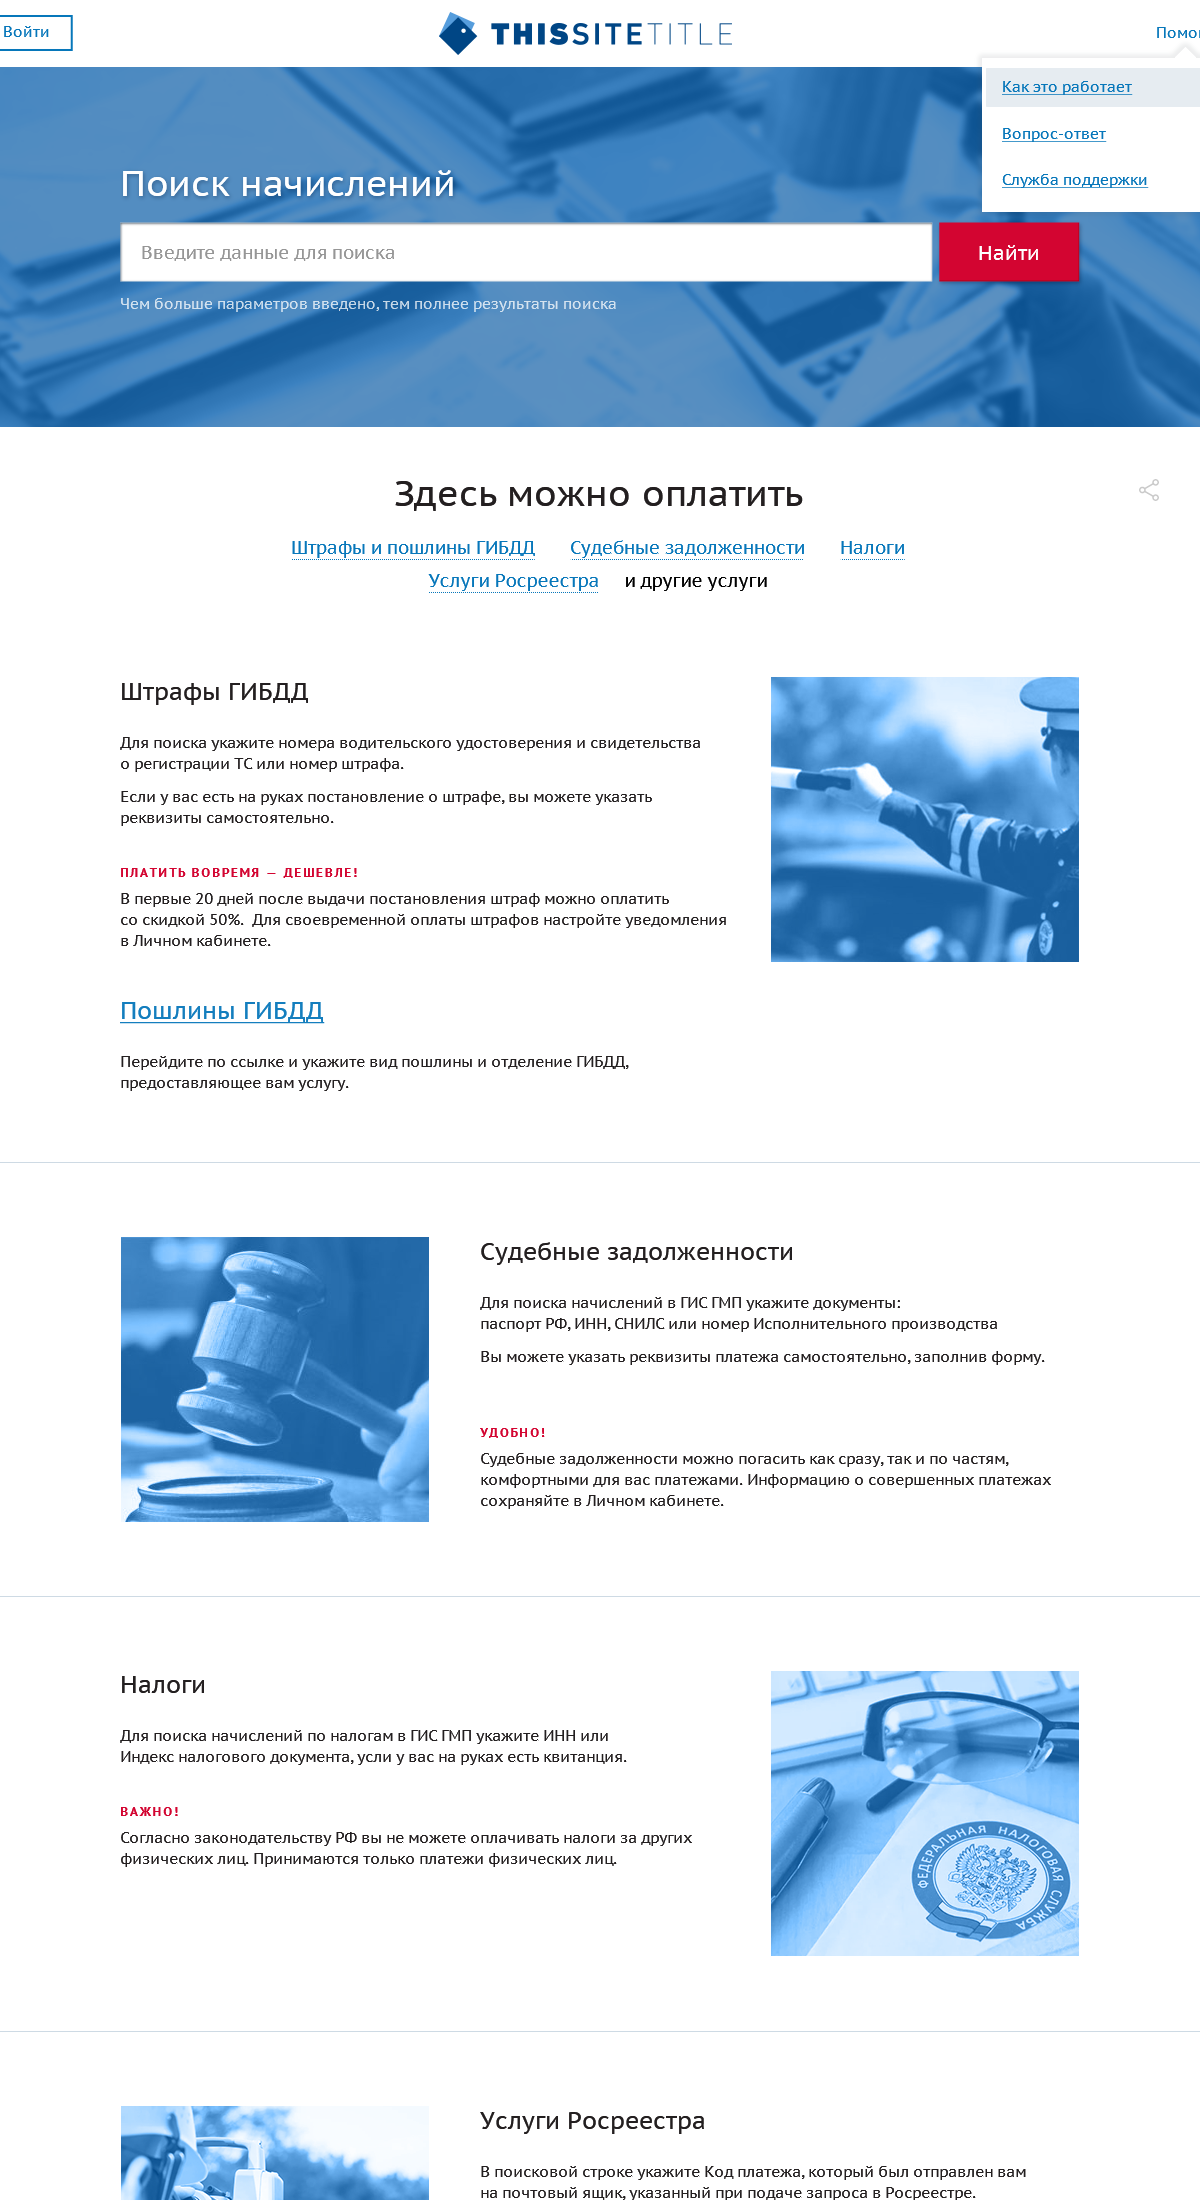 Войти
THISSITETITLE
Как это работает
Вопрос-ответ
Служба поддержки
Поиск начислений
Введите данные для поиска
Найти
Чем больше параметров введено, тем полнее результаты поиска
Здесь можно оплатить
Штрафы и пошлины ГИБДД Судебные задолженности Налоги
Услуги Росреестра и другие услуги
Штрафы ГИБДД
Для поиска укажите номера водительского удостоверения и свидетельства
о регистрации ТС или номер штрафа.
Если у вас есть на руках постановление о штрафе, вы можете указать
реквизиты самостоятельно.
ПЛАТИТЬ ВОВРЕМЯ — ДЕШЕВЛЕ!
В первые 20 дней после выдачи постановления штраф можно оплатить
со скидкой 50%. Для своевременной оплаты штрафов настройте уведомления
в Личном кабинете.
Пошлины ГИБДД
Перейдите по ссылке и укажите вид пошлины и отделение ГИБДД,
предоставляющее вам услугу.
Судебные задолженности
Для поиска начислений в ГИС ГМП укажите документы:
паспорт РФ, ИНН, СНИЛС или номер Исполнительного производства
Вы можете указать реквизиты платежа самостоятельно, заполнив форму.
УДОБНО!
Судебные задолженности можно погасить как сразу, так и по частям,
комфортными для вас платежами. Информацию о совершенных платежах
сохраняйте в Личном кабинете.
Налоги
Для поиска начислений по налогам в ГИС ГМП укажите ИНН или
Индекс налогового документа, усли у вас на руках есть квитанция.
ВАЖНО!
Согласно законодательству РФ вы не можете оплачивать налоги за других
физических лиц. Принимаются только платежи физических лиц.
ФЕДЕРАЛЬНАЯ НАЛОГОВАЯ СЛУЖБА
Услуги Росреестра
В поисковой строке укажите Код платежа, который был отправлен вам
на почтовый ящик, указанный при подаче запроса в Росреестре.